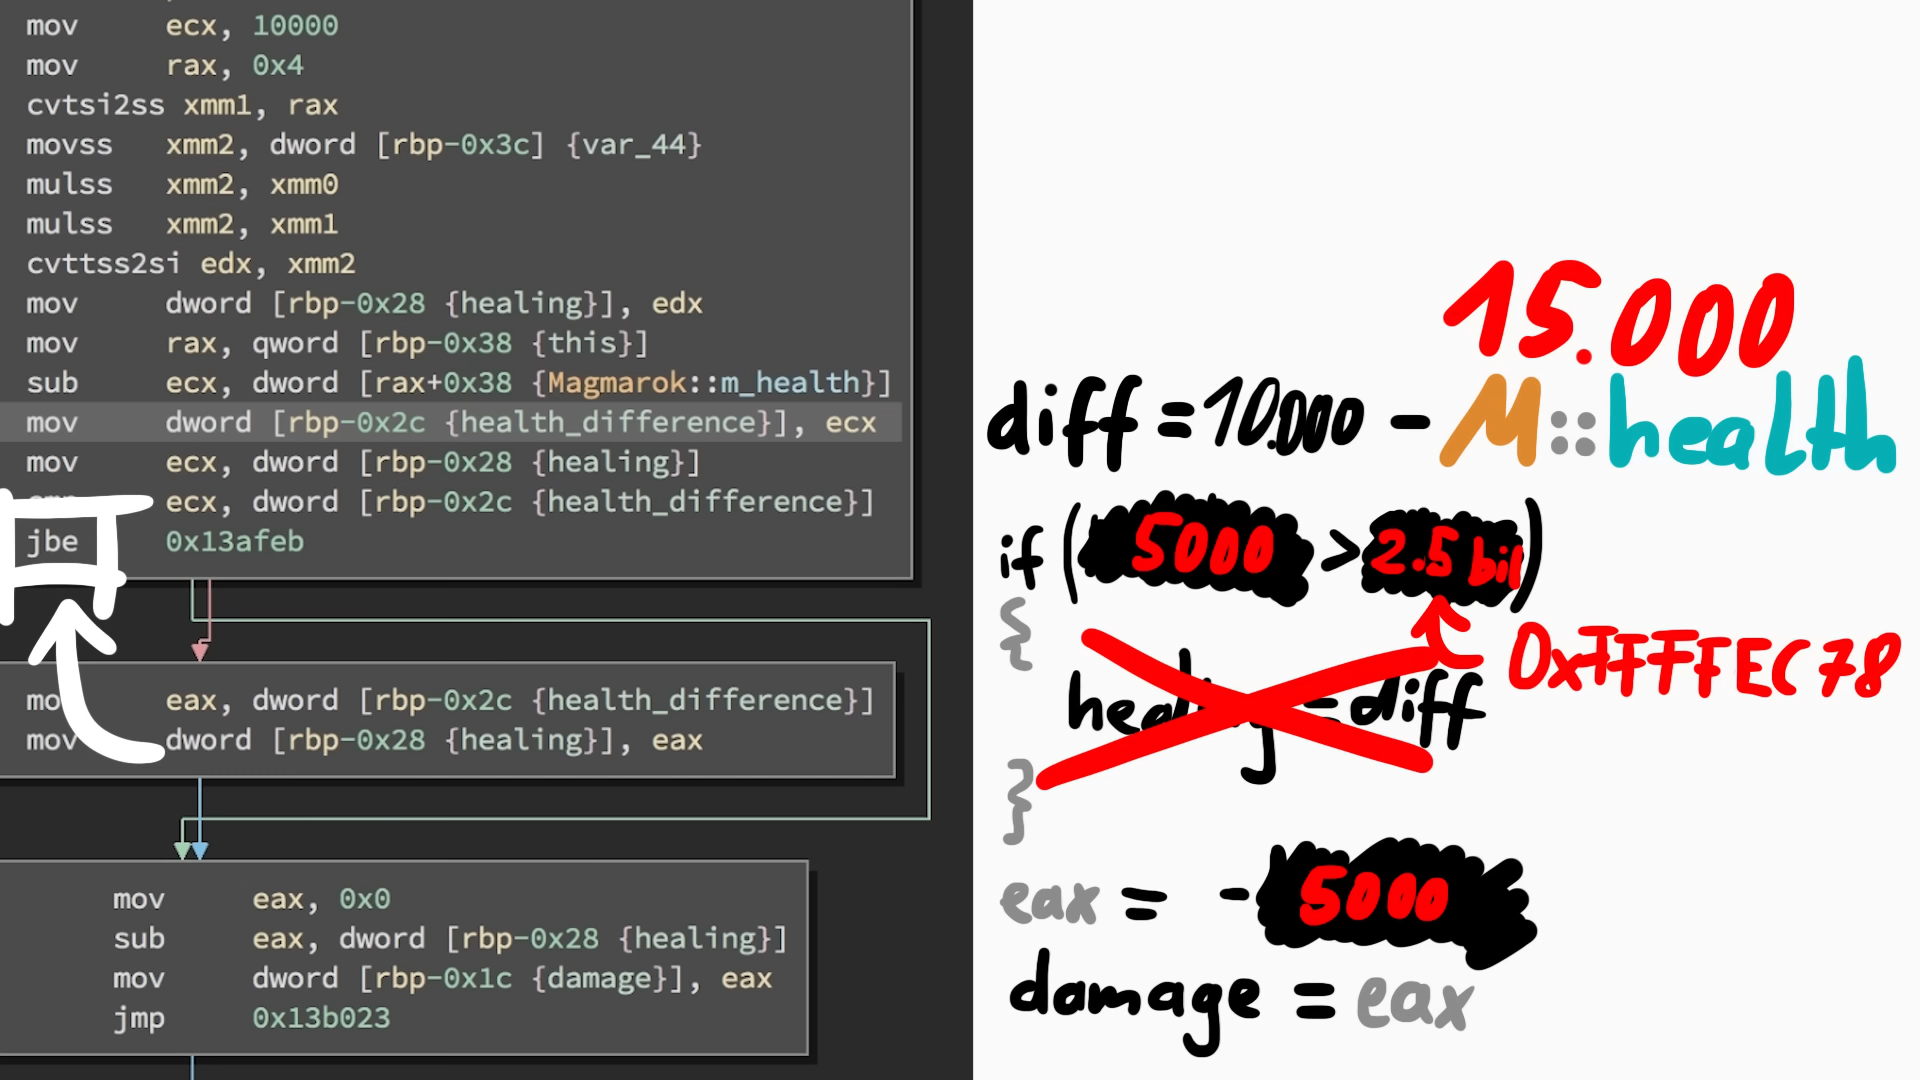 mov ecx, 10000
mov rax, 0x4
cvtsi2ss xmm1, rax
movss xmm2, dword [rbp-0x3c] {var_44}
mulss xmm2, xmm0
mulss xmm2, xmm1
cvttss2si edx, xmm2
mov dword [rbp-0x28 {healing}], edx
mov rax, qword [rbp-0x38 {this}]
sub ecx, dword [rax+0x38 {Magmarok::m_health}]
mov dword [rbp-0x2c {health_difference}], ecx
mov ecx, dword [rbp-0x28 {healing}]
ecx, dword [rbp-0x2c {health_difference}]
jbe 0x13afeb
mov eax, dword [rbp-0x2c {health_difference}]
mov dword [rbp-0x28 {healing}], eax
mov eax, 0x0
sub eax, dword [rbp-0x28 {healing}]
mov dword [rbp-0x1c {damage}], eax
jmp 0x13b023
15.000
diff = 10.000 - M::health
if (5000 > 2.5 bil)
{
0xFFFFEC78
healing = diff
}
eax = - 5000
damage = eax